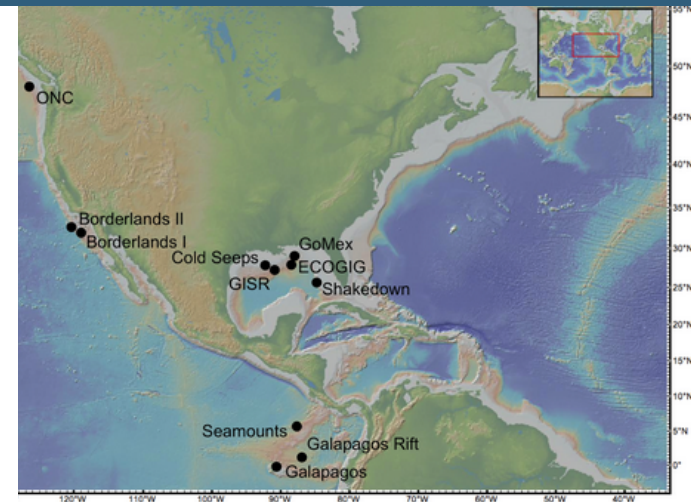 55°N
50°N
45°N
40°N
35°N
30°N
25°N
20°N
15°N
10°N
5°N
0°
ONC
Borderlands II
Borderlands I
GoMex
Cold Seeps
ECOGIG
GISR
Shakedown
Seamounts
Galapagos Rift
Galapagos
120°W
110°W
100°W
90°W
80°W
70°W
60°W
50°W
40°W